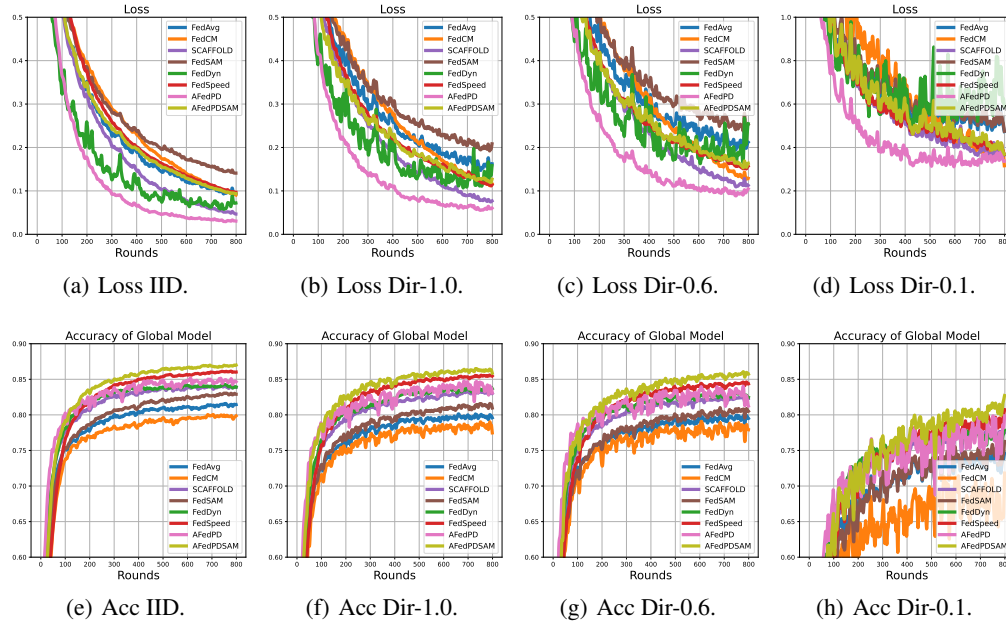 Loss Loss Loss Loss
0.5 0.5 0.5 1.0
FedAvg FedAvg FedAvg FedAvg
FedCM FedCM FedCM FedCM
0.4 SCAFFOLD 0.4 SCAFFOLD 0.4 SCAFFOLD 0.8 SCAFFOLD
FedSAM FedSAM FedSAM FedSAM
FedDyn FedDyn FedDyn FedDyn
0.3 FedSpeed 0.3 FedSpeed 0.3 FedSpeed 0.6 FedSpeed
AFedPD AFedPD AFedPD AFedPD
AFedPDSAM AFedPDSAM AFedPDSAM AFedPDSAM
0.2 0.2 0.2 0.4
0.1 0.1 0.1 0.2
0.0 0.0 0.0 0.0
0 100 200 300 400 500 600 700 800 0 100 200 300 400 500 600 700 800 0 100 200 300 400 500 600 700 800 0 100 200 300 400 500 600 700 80
Rounds Rounds Rounds Rounds
(a) Loss IID. (b) Loss Dir-1.0. (c) Loss Dir-0.6. (d) Loss Dir-0.1.
Accuracy of Global Model Accuracy of Global Model Accuracy of Global Model Accuracy of Global Model
0.90 0.90 0.90 0.90
0.85 0.85 0.85 0.85
0.80 0.80 0.80 0.80
0.75 0.75 0.75 0.75
FedAvg FedAvg FedAvg FedAvg
FedCM FedCM FedCM FedCM
0.70 SCAFFOLD 0.70 SCAFFOLD 0.70 SCAFFOLD 0.70 SCAFFOLD
FedSAM FedSAM FedSAM FedSAM
0.65 FedDyn 0.65 FedDyn 0.65 FedDyn 0.65 FedDyn
FedSpeed FedSpeed FedSpeed FedSpeed
AFedPD AFedPD AFedPD AFedPD
AFedPDSAM AFedPDSAM AFedPDSAM AFedPDSAM
0.60 0.60 0.60 0.60
0 100 200 300 400 500 600 700 800 0 100 200 300 400 500 600 700 800 0 100 200 300 400 500 600 700 800 0 100 200 300 400 500 600 700 80
Rounds Rounds Rounds Rounds
(e) Acc IID. (f) Acc Dir-1.0. (g) Acc Dir-0.6. (h) Acc Dir-0.1.